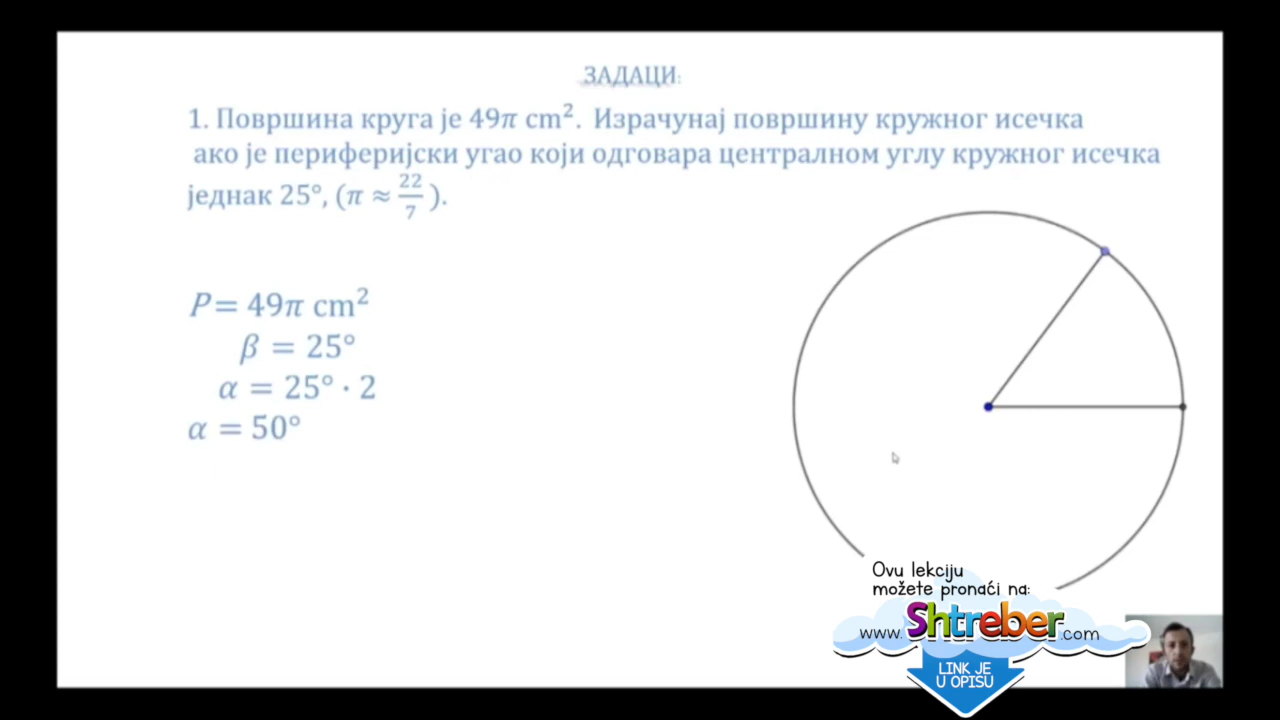 ЗАДАЦИ:
1. Површина круга је 49π cm². Израчунај површину кружног исечка
ако је периферијски угао који одговара централном углу кружног исечка
једнак 25°, (π ≈ 22/7 ).
P= 49π cm²
β = 25°
α = 25° · 2
α = 50°
Ovu lekciju
možete pronaći na:
www.Shtreber.com
LINK JE
U OPISU